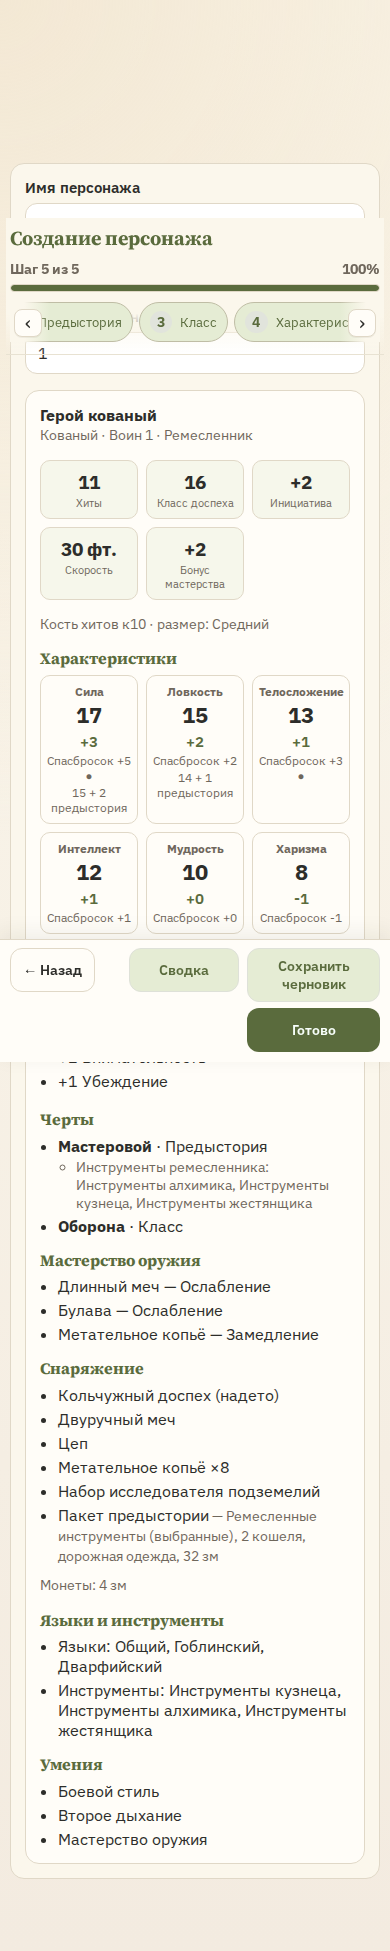 Имя персонажа
Создание персонажа
Шаг 5 из 5
100%
‹
Предыстория
3 Класс
4 Характерис
›
1
Герой кованый
Кованый · Воин 1 · Ремесленник
11
Хиты
16
Класс доспеха
+2
Инициатива
30 фт.
Скорость
+2
Бонус
мастерства
Кость хитов к10 · размер: Средний
Характеристики
Сила
17
+3
Спасбросок +5
●
15 + 2
предыстория
Ловкость
15
+2
Спасбросок +2
14 + 1
предыстория
Телосложение
13
+1
Спасбросок +3
●
Интеллект
12
+1
Спасбросок +1
Мудрость
10
+0
Спасбросок +0
Харизма
8
-1
Спасбросок -1
← Назад
Сводка
Сохранить
черновик
Готово
• +1 Убеждение
Черты
• Мастеровой · Предыстория
◦ Инструменты ремесленника:
Инструменты алхимика, Инструменты
кузнеца, Инструменты жестянщика
• Оборона · Класс
Мастерство оружия
• Длинный меч — Ослабление
• Булава — Ослабление
• Метательное копьё — Замедление
Снаряжение
• Кольчужный доспех (надето)
• Двуручный меч
• Цеп
• Метательное копьё ×8
• Набор исследователя подземелий
• Пакет предыстории — Ремесленные
инструменты (выбранные), 2 кошеля,
дорожная одежда, 32 зм
Монеты: 4 зм
Языки и инструменты
• Языки: Общий, Гоблинский,
Дварфийский
• Инструменты: Инструменты кузнеца,
Инструменты алхимика, Инструменты
жестянщика
Умения
• Боевой стиль
• Второе дыхание
• Мастерство оружия